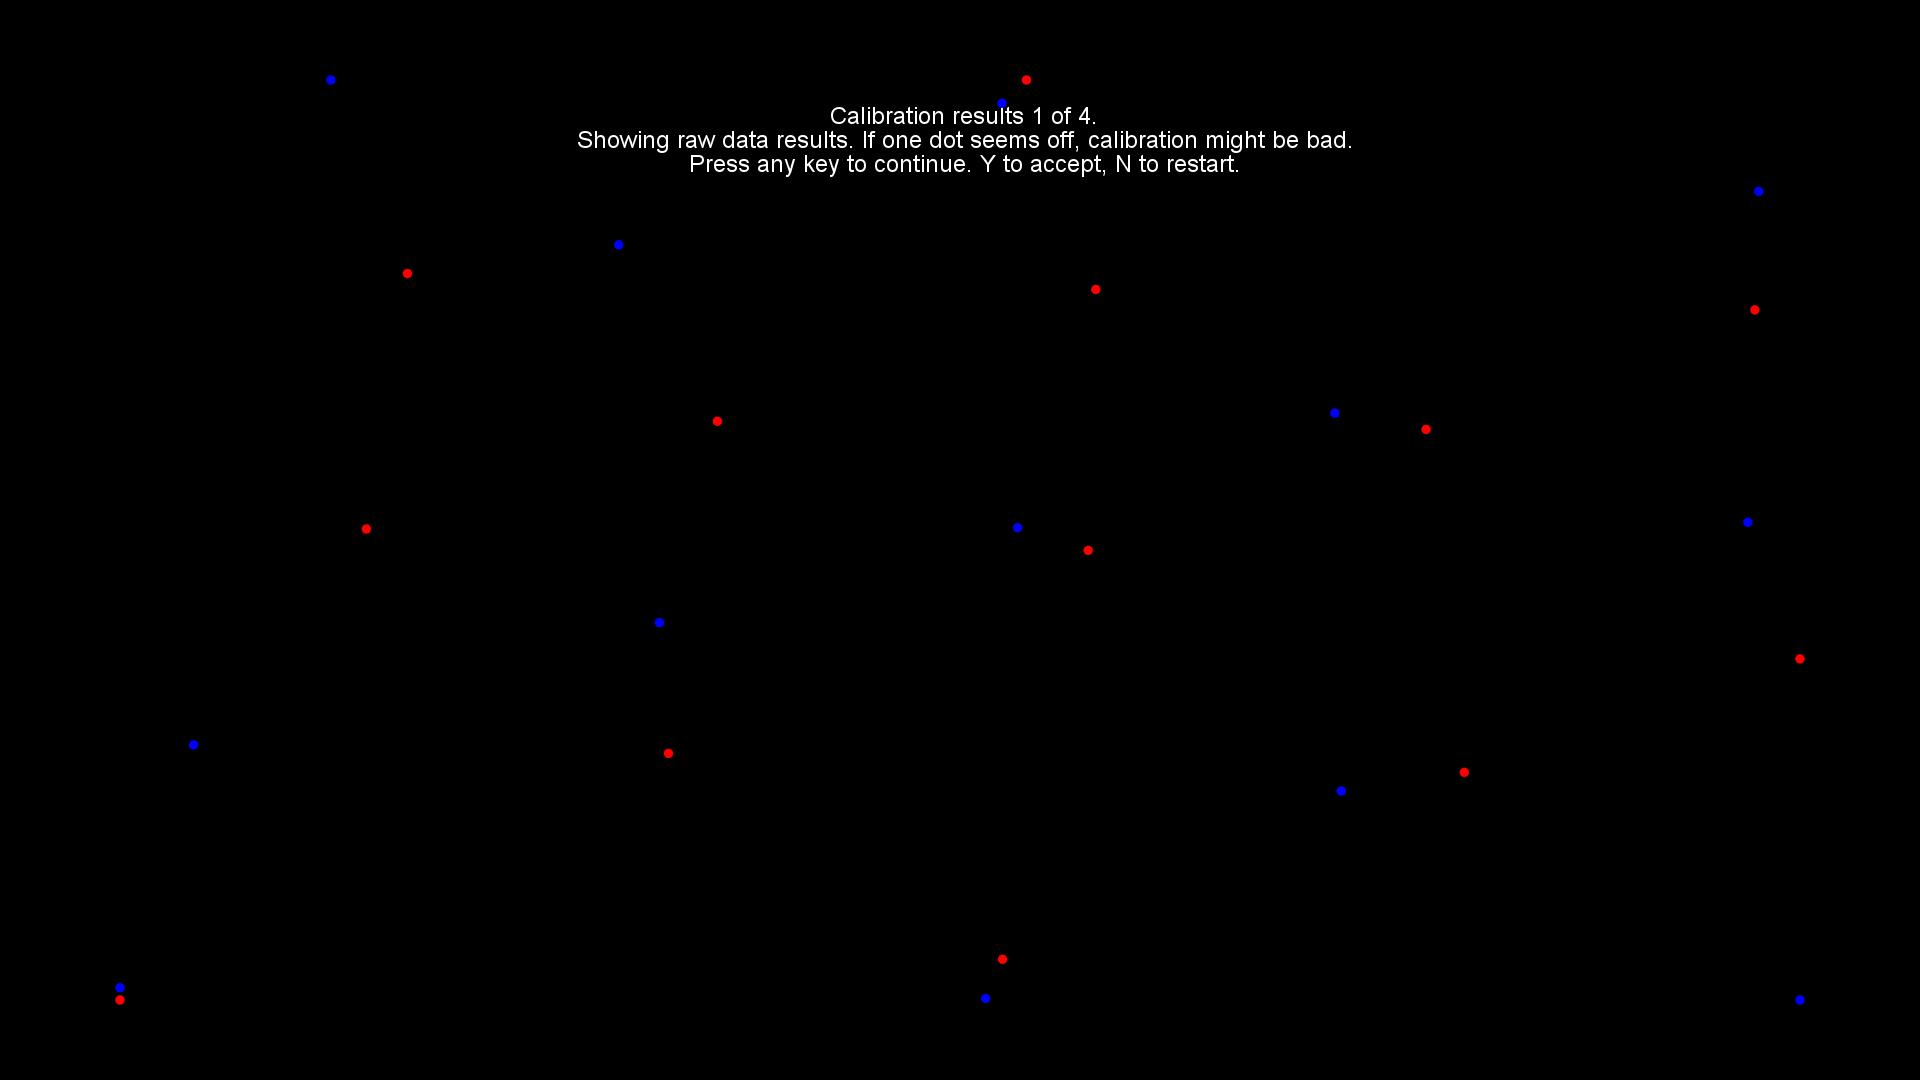 Calibration results 1 of 4.
Showing raw data results. If one dot seems off, calibration might be bad.
Press any key to continue. Y to accept, N to restart.